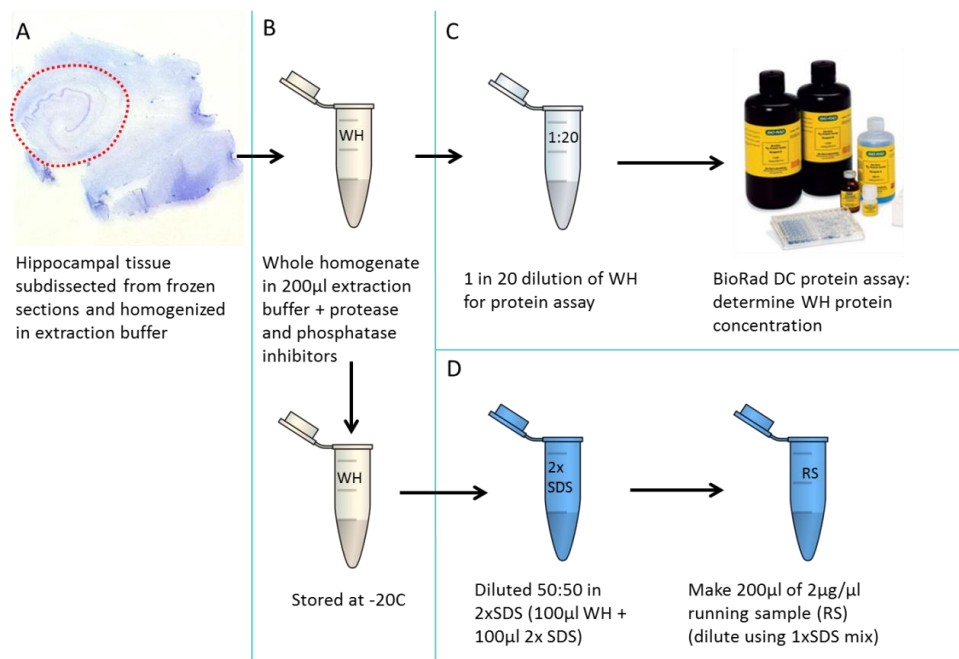 A
B
C
D
WH
1:20
BIO-RAD
Hippocampal tissue
subdissected from frozen
sections and homogenized
in extraction buffer
Whole homogenate
in 200µl extraction
buffer + protease
and phosphatase
inhibitors
1 in 20 dilution of WH
for protein assay
BioRad DC protein assay:
determine WH protein
concentration
WH
2x
SDS
RS
Stored at -20C
Diluted 50:50 in
2xSDS (100µl WH +
100µl 2x SDS)
Make 200µl of 2µg/µl
running sample (RS)
(dilute using 1xSDS mix)